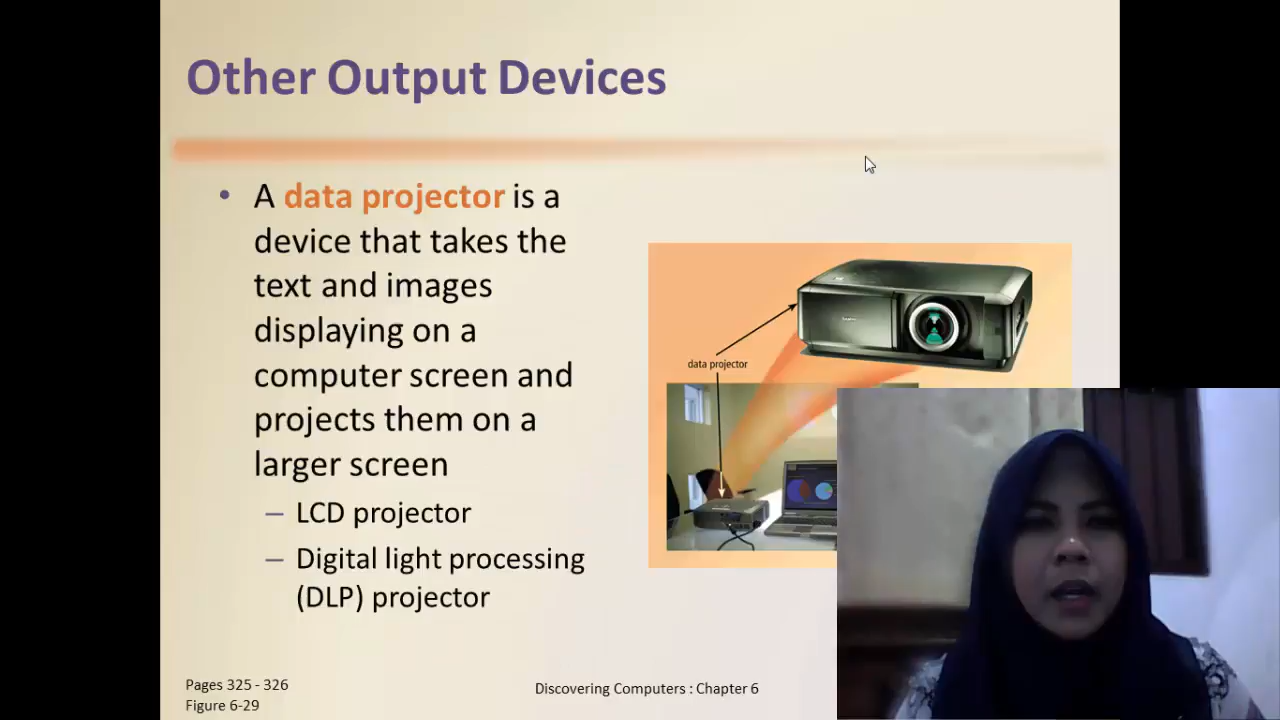 Other Output Devices
• A data projector is a
device that takes the
text and images
displaying on a
computer screen and
projects them on a
larger screen
– LCD projector
– Digital light processing
(DLP) projector
data projector
Pages 325 - 326
Figure 6-29
Discovering Computers : Chapter 6